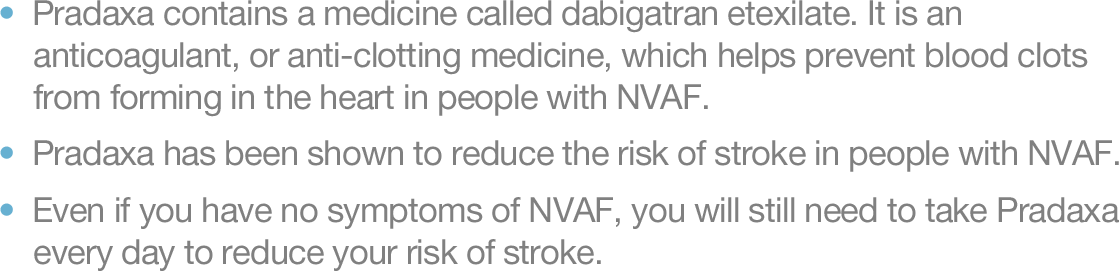 • Pradaxa contains a medicine called dabigatran etexilate. It is an
anticoagulant, or anti-clotting medicine, which helps prevent blood clots
from forming in the heart in people with NVAF.
• Pradaxa has been shown to reduce the risk of stroke in people with NVAF.
• Even if you have no symptoms of NVAF, you will still need to take Pradaxa
every day to reduce your risk of stroke.